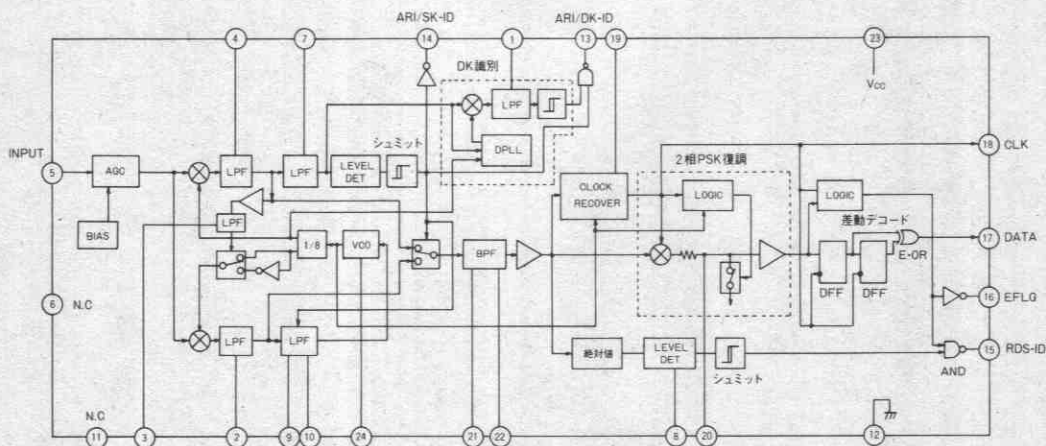 ARI/SK-ID
ARI/DK-ID
4
7
14
1
13
19
23
DK識別
Vcc
LPF
シュミット
DPLL
18 CLK
INPUT
5
AGC
LPF
LPF
LEVEL DET
2相PSK復調
CLOCK RECOVER
LOGIC
LOGIC
BIAS
LPF
差動デコード
1/8
VCO
BPF
17 DATA
E-OR
DFF
DFF
6 N.C
16 EFLG
LPF
LPF
絶対値
LEVEL DET.
シュミット
15 RDS-ID
AND
N.C
11
3
2
9
10
24
21
22
8
20
12